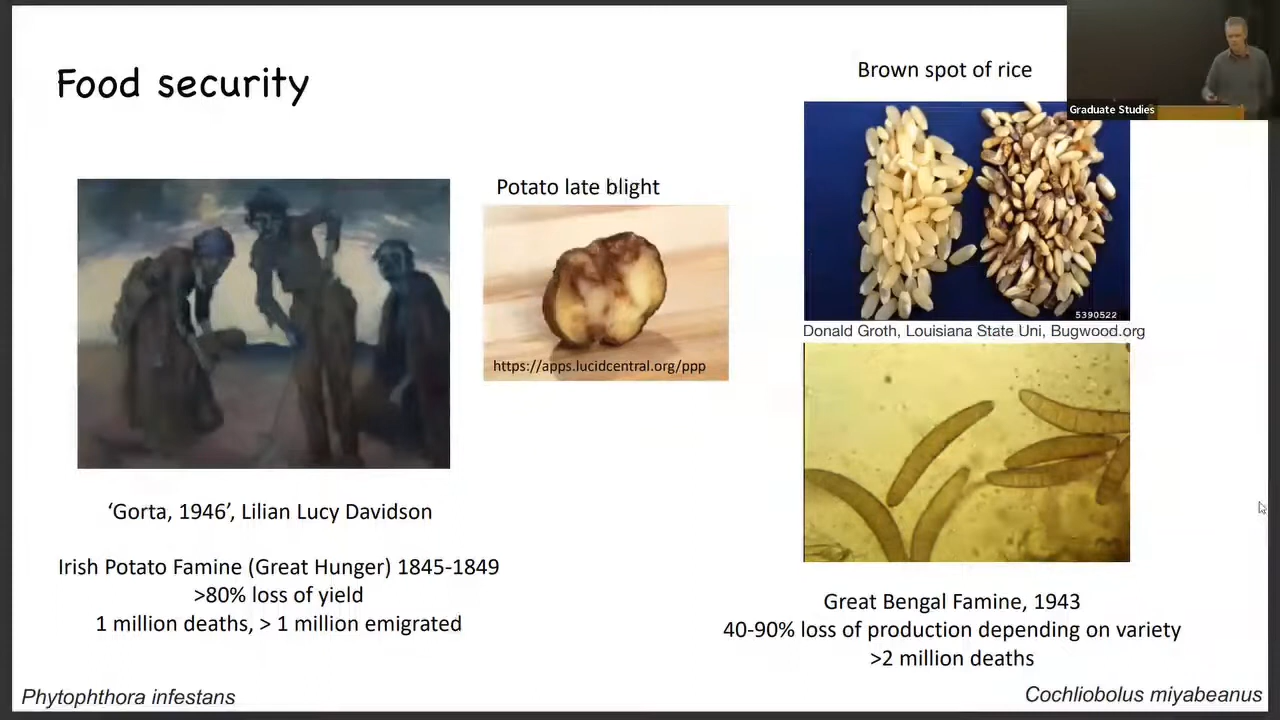 Food security
Brown spot of rice
Graduate Studies
Potato late blight
https://apps.lucidcentral.org/ppp
5390522
Donald Groth, Louisiana State Uni, Bugwood.org
‘Gorta, 1946’, Lilian Lucy Davidson
Irish Potato Famine (Great Hunger) 1845-1849
>80% loss of yield
1 million deaths, > 1 million emigrated
Great Bengal Famine, 1943
40-90% loss of production depending on variety
>2 million deaths
Phytophthora infestans
Cochliobolus miyabeanus